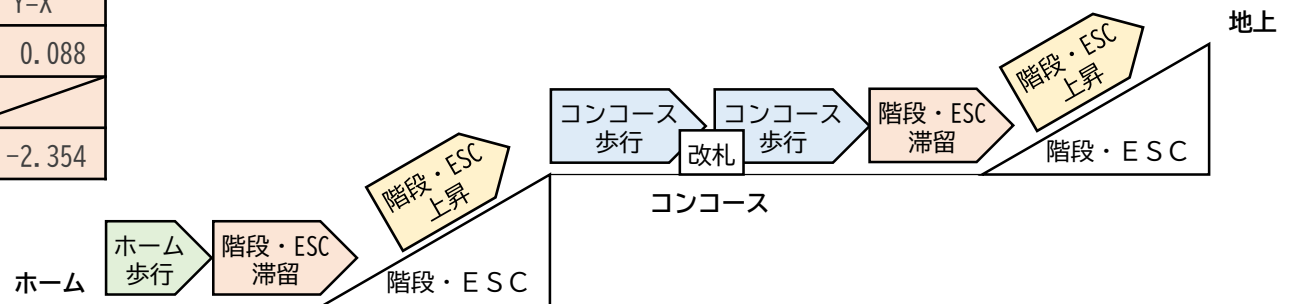 Y-X
0.088
-2.354
地上
階段・ESC
上昇
コンコース
歩行
コンコース
歩行
階段・ESC
滞留
改札
階段・ＥＳＣ
コンコース
階段・ESC
上昇
ホーム
歩行
階段・ESC
滞留
階段・ＥＳＣ
ホーム